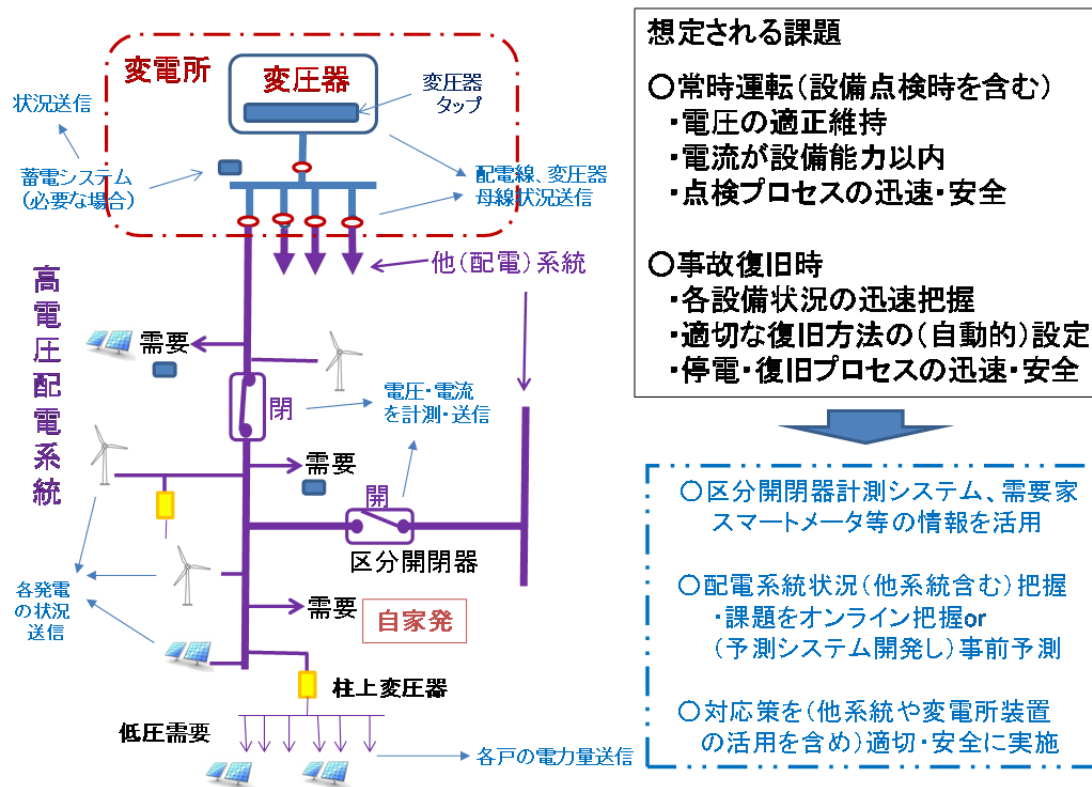 変電所
変圧器
変圧器
タップ
状況送信
蓄電システム
(必要な場合)
配電線、変圧器
母線状況送信
他(配電)系統
高電圧配電系統
需要
閉
電圧・電流
を計測・送信
需要
開
区分開閉器
各発電
の状況
送信
需要
自家発
柱上変圧器
低圧需要
各戸の電力量送信
想定される課題
○常時運転(設備点検時を含む)
・電圧の適正維持
・電流が設備能力以内
・点検プロセスの迅速・安全
○事故復旧時
・各設備状況の迅速把握
・適切な復旧方法の(自動的)設定
・停電・復旧プロセスの迅速・安全
○区分開閉器計測システム、需要家
スマートメータ等の情報を活用
○配電系統状況(他系統含む)把握
・課題をオンライン把握or
(予測システム開発し)事前予測
○対応策を(他系統や変電所装置
の活用を含め)適切・安全に実施